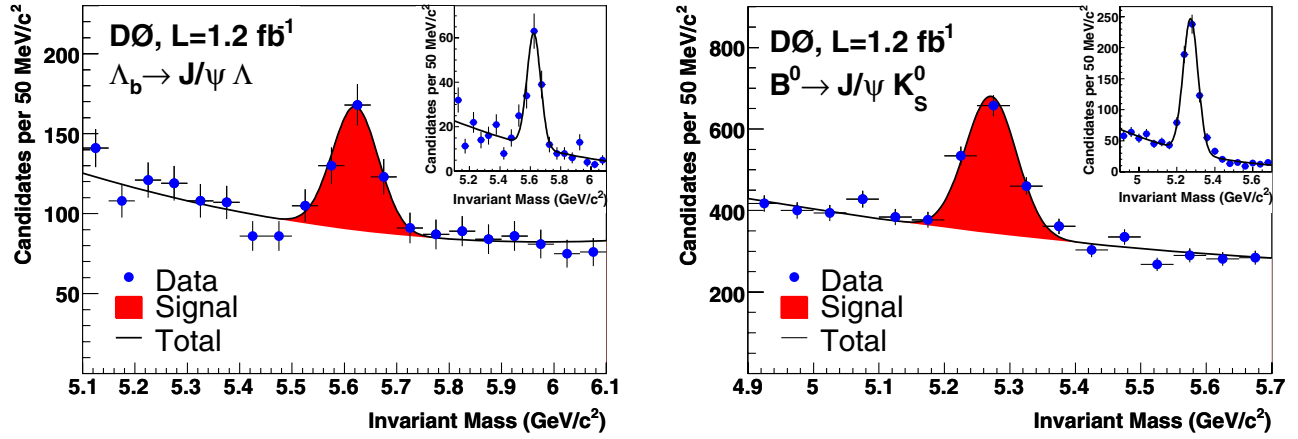 Candidates per 50 MeV/c²
DØ, L=1.2 fb⁻¹
Λ_b→ J/ψ Λ
Data
Signal
Total
50
100
150
200
5.1 5.2 5.3 5.4 5.5 5.6 5.7 5.8 5.9 6 6.1
Invariant Mass (GeV/c²)
Candidates per 50 MeV/c²
0
20
40
60
80
5.2 5.4 5.6 5.8 6
Invariant Mass (GeV/c²)
Candidates per 50 MeV/c²
DØ, L=1.2 fb⁻¹
B⁰→ J/ψ K_S⁰
Data
Signal
Total
200
400
600
800
4.9 5 5.1 5.2 5.3 5.4 5.5 5.6 5.7
Invariant Mass (GeV/c²)
Candidates per 50 MeV/c²
0
50
100
150
200
250
5 5.2 5.4 5.6
Invariant Mass (GeV/c²)